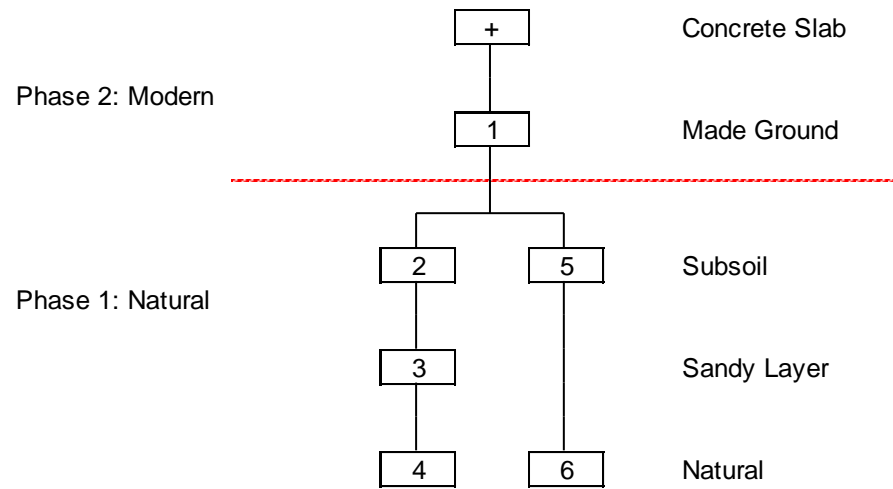 + Concrete Slab
Phase 2: Modern
1 Made Ground
2 5 Subsoil
Phase 1: Natural
3 Sandy Layer
4 6 Natural